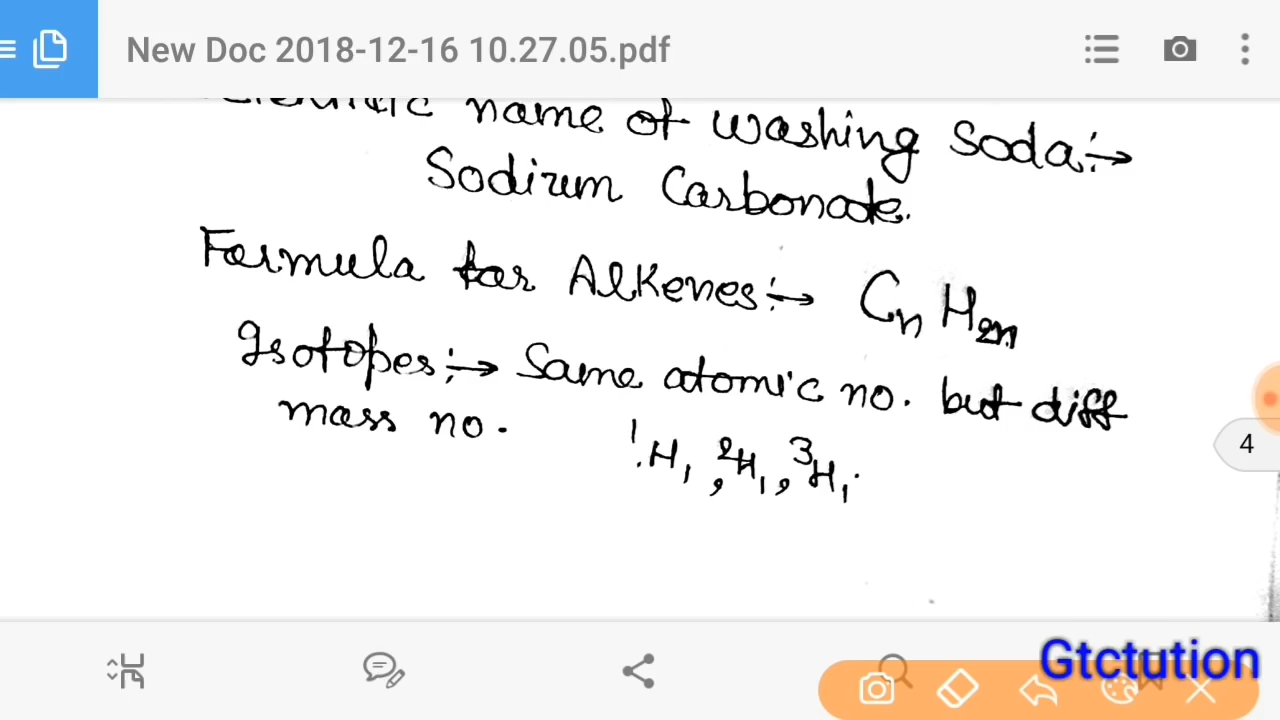 New Doc 2018-12-16 10.27.05.pdf
name of washing Soda:→
Sodium Carbonate.
Formula for Alkenes:→ CnH2n
Isotopes:→ Same atomic no. but diff
mass no. ¹H₁, ²H₁, ³H₁.
4
Gtctution